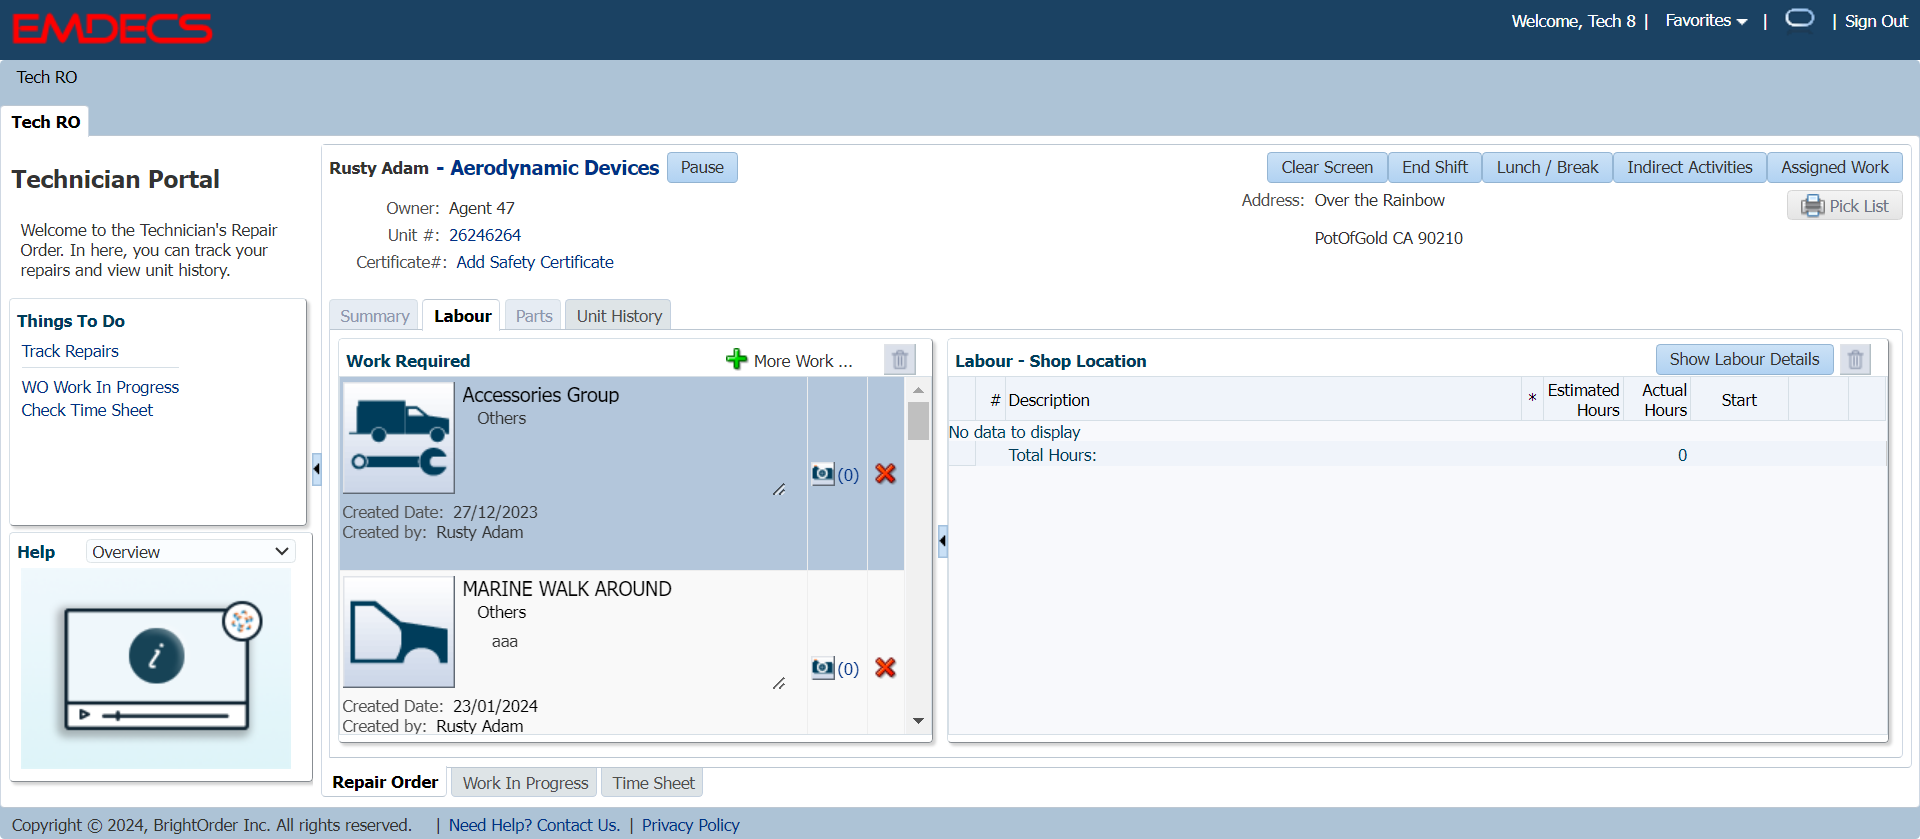 EMDECS
Welcome, Tech 8 | Favorites | | Sign Out
Tech RO
Tech RO
Technician Portal
Welcome to the Technician's Repair
Order. In here, you can track your
repairs and view unit history.
Things To Do
Track Repairs
WO Work In Progress
Check Time Sheet
Help Overview
i
Rusty Adam - Aerodynamic Devices Pause
Clear Screen End Shift Lunch / Break Indirect Activities Assigned Work
Owner: Agent 47
Unit #: 26246264
Certificate#: Add Safety Certificate
Address: Over the Rainbow
PotOfGold CA 90210
Pick List
Summary Labour Parts Unit History
Work Required More Work ...
Accessories Group
Others
(0)
Created Date: 27/12/2023
Created by: Rusty Adam
MARINE WALK AROUND
Others
aaa
(0)
Created Date: 23/01/2024
Created by: Rusty Adam
Labour - Shop Location Show Labour Details
# Description * Estimated Hours Actual Hours Start
No data to display
Total Hours: 0
Repair Order Work In Progress Time Sheet
Copyright © 2024, BrightOrder Inc. All rights reserved. | Need Help? Contact Us. | Privacy Policy